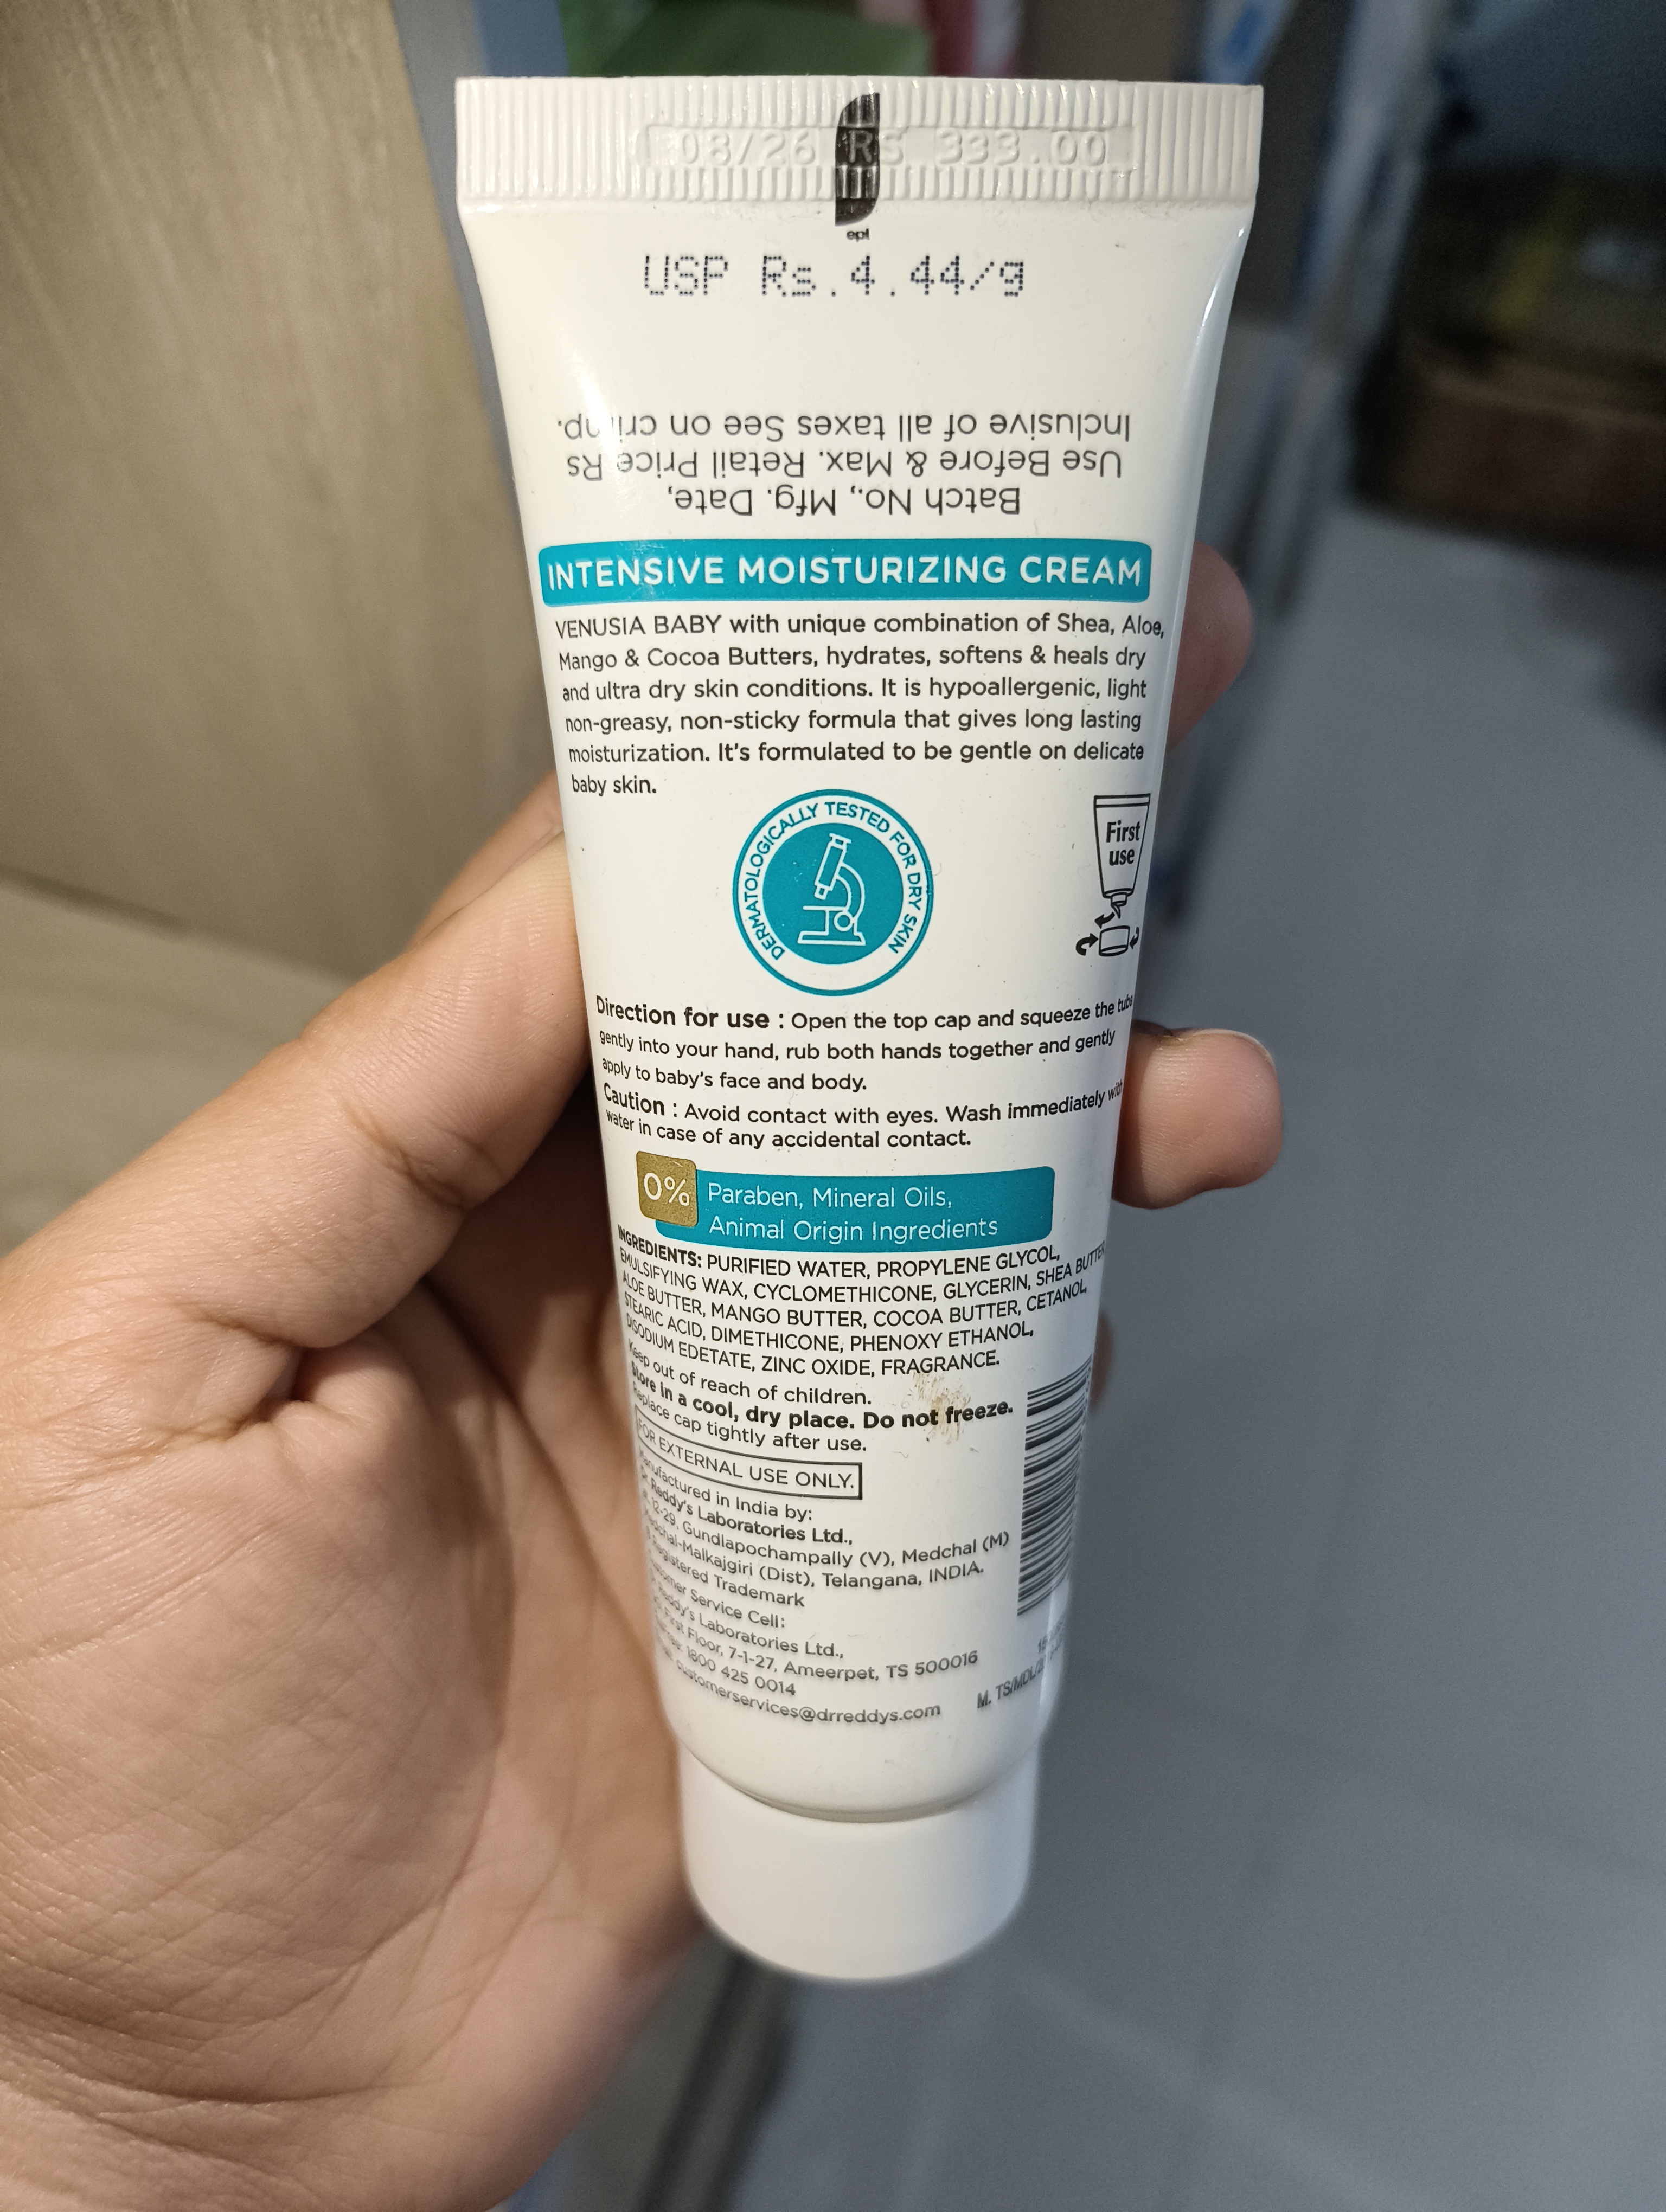 08/26 RS 333.00
epl
USP Rs.4.44/g
Batch No., Mfg. Date,
Use Before & Max. Retail Price Rs
Inclusive of all taxes See on crimp.
INTENSIVE MOISTURIZING CREAM
VENUSIA BABY with unique combination of Shea, Aloe,
Mango & Cocoa Butters, hydrates, softens & heals dry
and ultra dry skin conditions. It is hypoallergenic, light
non-greasy, non-sticky formula that gives long lasting
moisturization. It's formulated to be gentle on delicate
baby skin.
DERMATOLOGICALLY TESTED FOR DRY SKIN
First
use
Direction for use : Open the top cap and squeeze the tube
gently into your hand, rub both hands together and gently
apply to baby's face and body.
Caution : Avoid contact with eyes. Wash immediately with
water in case of any accidental contact.
0% Paraben, Mineral Oils,
Animal Origin Ingredients
INGREDIENTS: PURIFIED WATER, PROPYLENE GLYCOL,
EMULSIFYING WAX, CYCLOMETHICONE, GLYCERIN, SHEA BUTTER,
ALOE BUTTER, MANGO BUTTER, COCOA BUTTER, CETANOL,
STEARIC ACID, DIMETHICONE, PHENOXY ETHANOL,
DISODIUM EDETATE, ZINC OXIDE, FRAGRANCE.
Keep out of reach of children.
Store in a cool, dry place. Do not freeze.
Replace cap tightly after use.
FOR EXTERNAL USE ONLY.
Manufactured in India by:
Dr. Reddy's Laboratories Ltd.,
Gundlapochampally (V), Medchal (M)
Medchal-Malkajgiri (Dist), Telangana, INDIA.
Registered Trademark
Customer Service Cell:
Dr. Reddy's Laboratories Ltd.,
First Floor, 7-1-27, Ameerpet, TS 500016
1800 425 0014
customerservices@drreddys.com